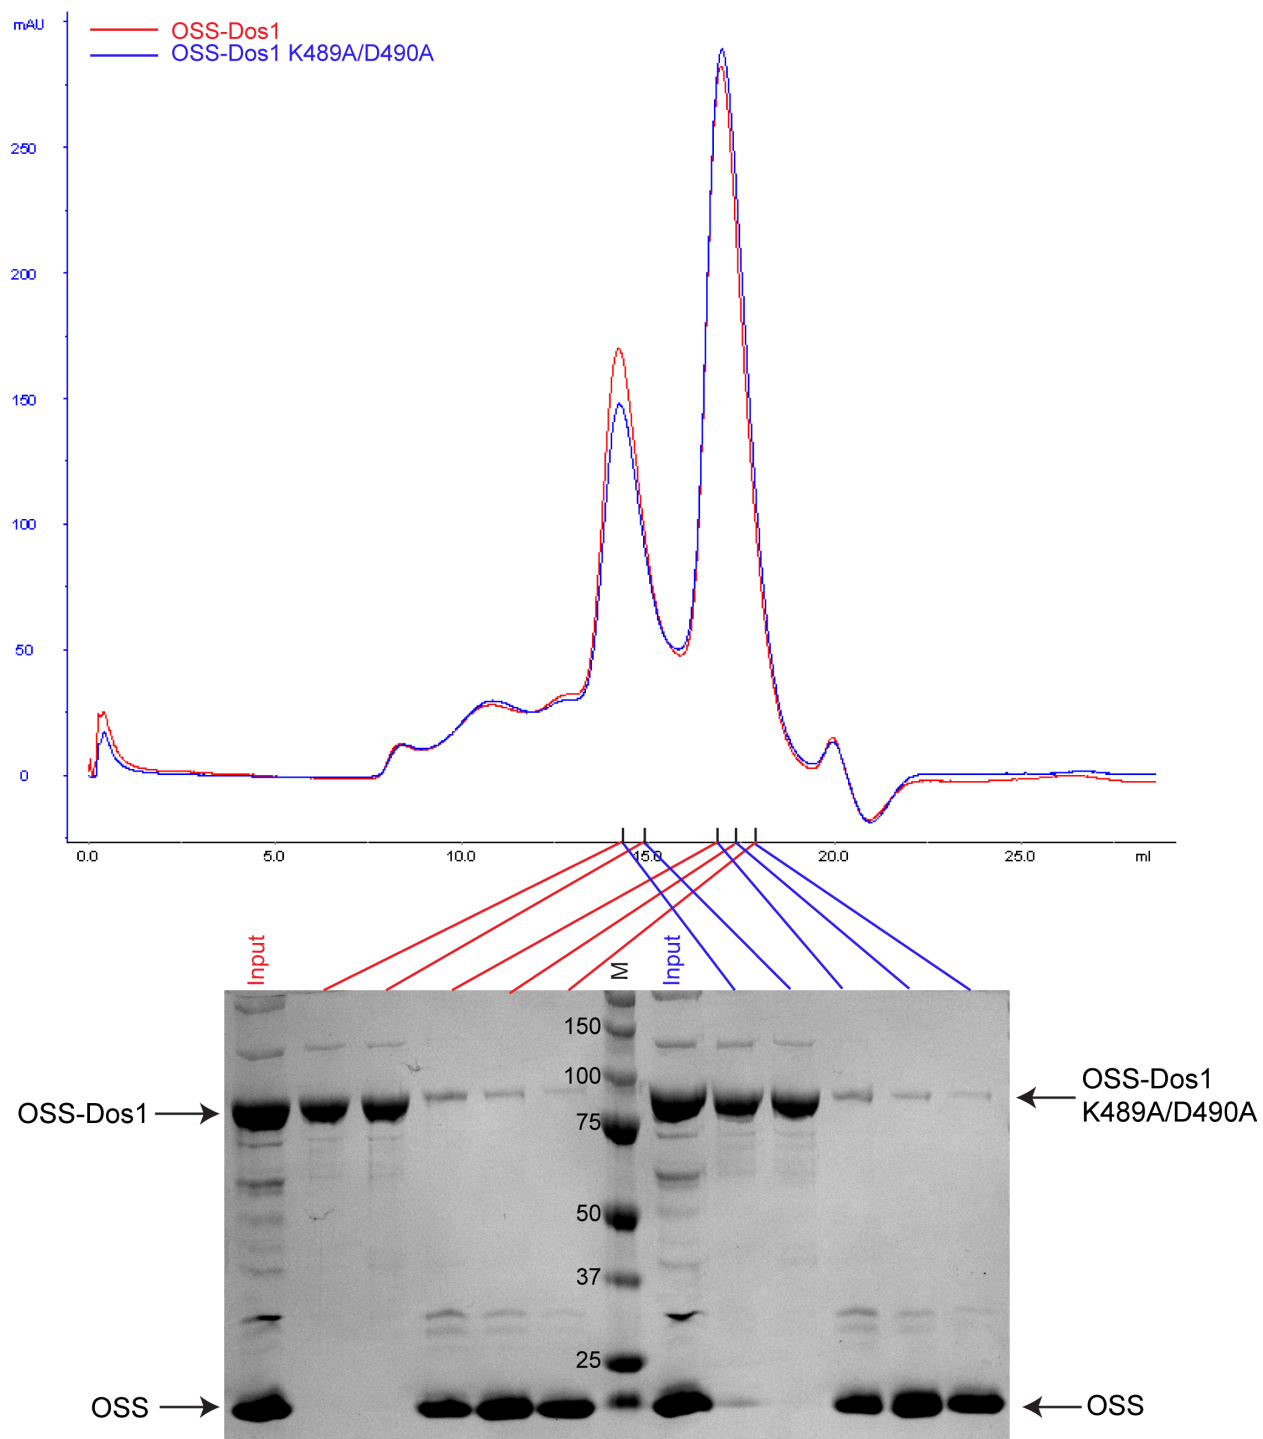 mAU
OSS-Dos1
OSS-Dos1 K489A/D490A
250
200
150
100
50
0
0.0 5.0 10.0 15.0 20.0 25.0 ml
Input M Input
150
100
75
50
37
25
OSS-Dos1
OSS-Dos1
K489A/D490A
OSS OSS